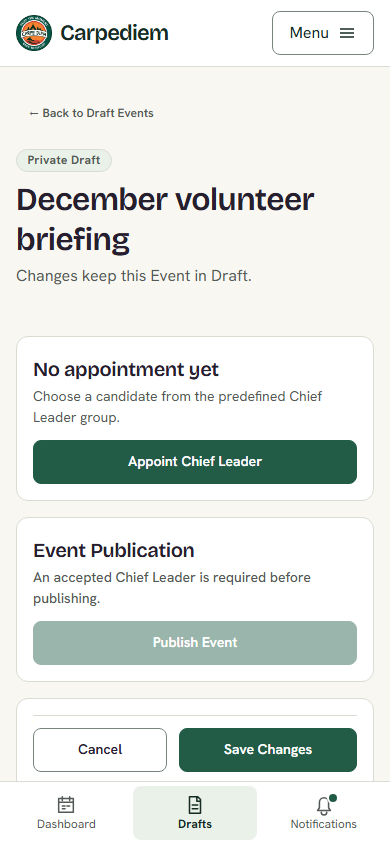 Carpediem
Menu
← Back to Draft Events
Private Draft
December volunteer
briefing
Changes keep this Event in Draft.
No appointment yet
Choose a candidate from the predefined Chief
Leader group.
Appoint Chief Leader
Event Publication
An accepted Chief Leader is required before
publishing.
Publish Event
Cancel
Save Changes
Dashboard
Drafts
Notifications